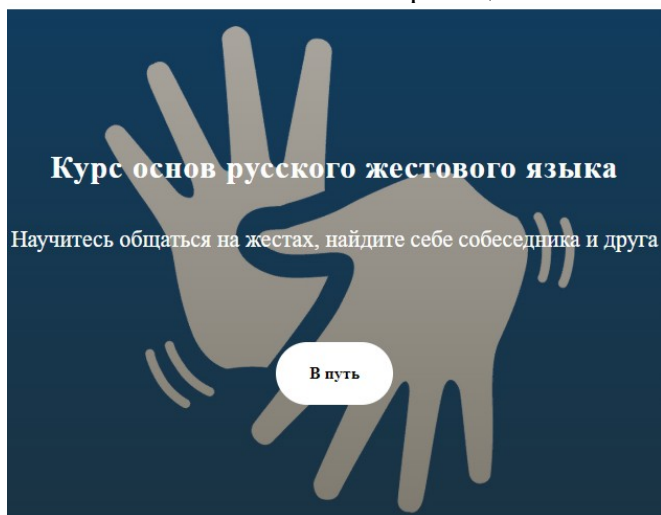 Курс основ русского жестового языка
Научитесь общаться на жестах, найдите себе собеседника и друга
В путь